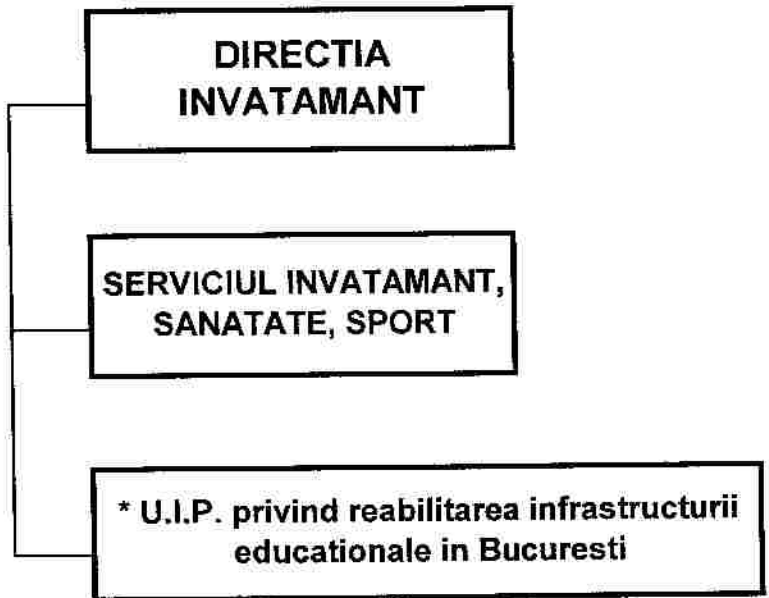 DIRECTIA
INVATAMANT
SERVICIUL INVATAMANT,
SANATATE, SPORT
* U.I.P. privind reabilitarea infrastructurii
educationale in Bucuresti